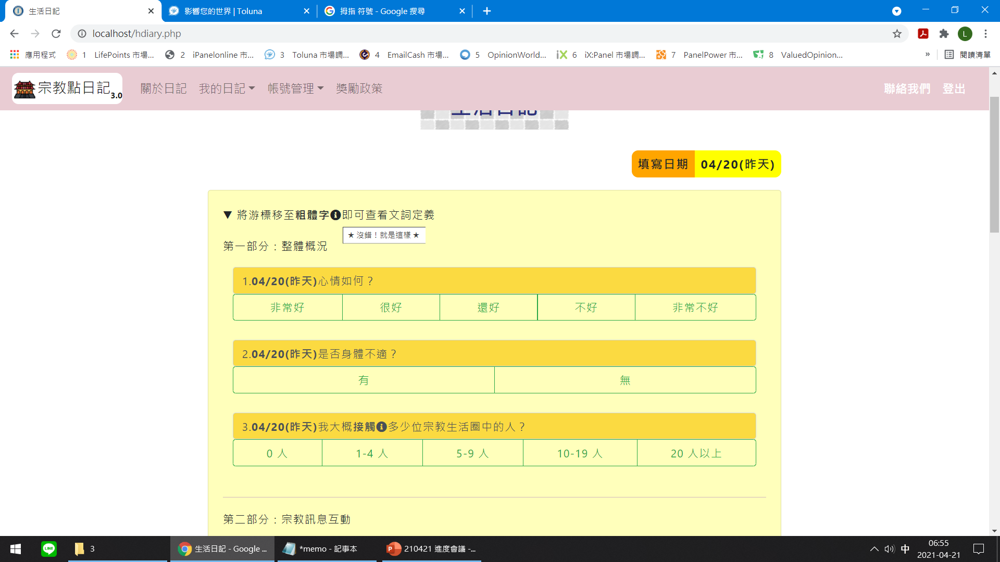 生活日記
影響您的世界 | Toluna
拇指 符號 - Google 搜尋
localhost/hdiary.php
L
應用程式
1 LifePoints 市場...
2 iPanelonline 市...
3 Toluna 市場調...
4 EmailCash 市場...
5 OpinionWorld...
6 iX:Panel 市場調...
7 PanelPower 市...
8 ValuedOpinion...
»
閱讀清單
宗教點日記3.0
關於日記
我的日記
帳號管理
獎勵政策
聯絡我們
登出
生活日記
填寫日期 04/20(昨天)
▼ 將游標移至粗體字即可查看文詞定義
★ 沒錯！就是這樣 ★
第一部分：整體概況
1.04/20(昨天)心情如何？
非常好 很好 還好 不好 非常不好
2.04/20(昨天)是否身體不適？
有 無
3.04/20(昨天)我大概接觸多少位宗教生活圈中的人？
0 人 1-4 人 5-9 人 10-19 人 20 人以上
第二部分：宗教訊息互動
LINE
3
生活日記 - Google ...
*memo - 記事本
210421 進度會議 -...
中
06:55
2021-04-21